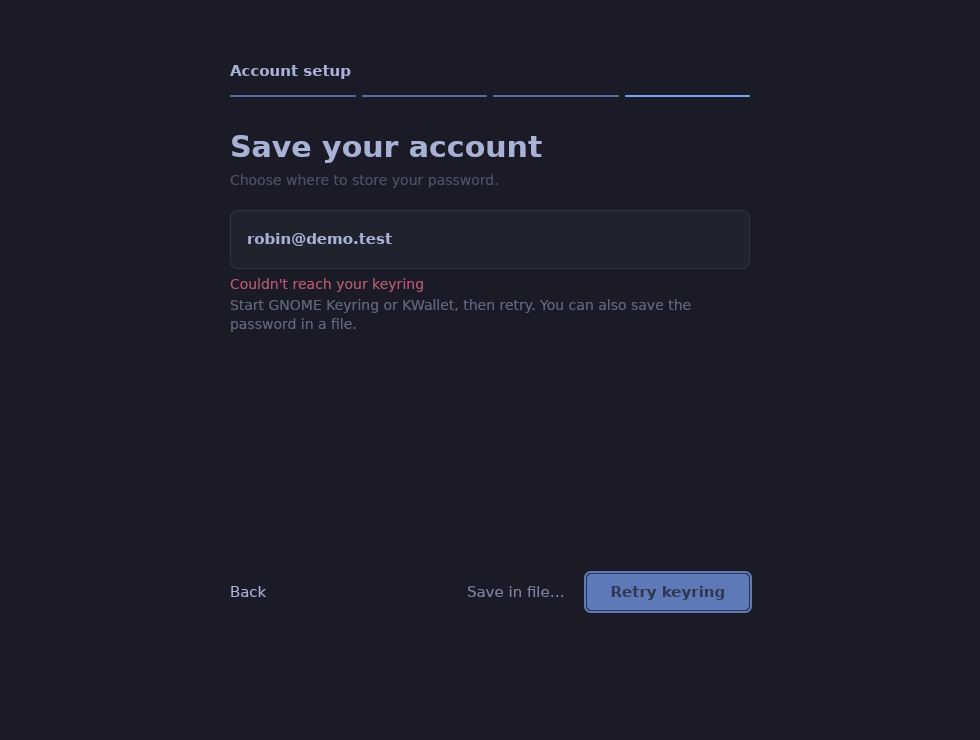 Account setup
Save your account
Choose where to store your password.
robin@demo.test
Couldn't reach your keyring
Start GNOME Keyring or KWallet, then retry. You can also save the
password in a file.
Back
Save in file…
Retry keyring